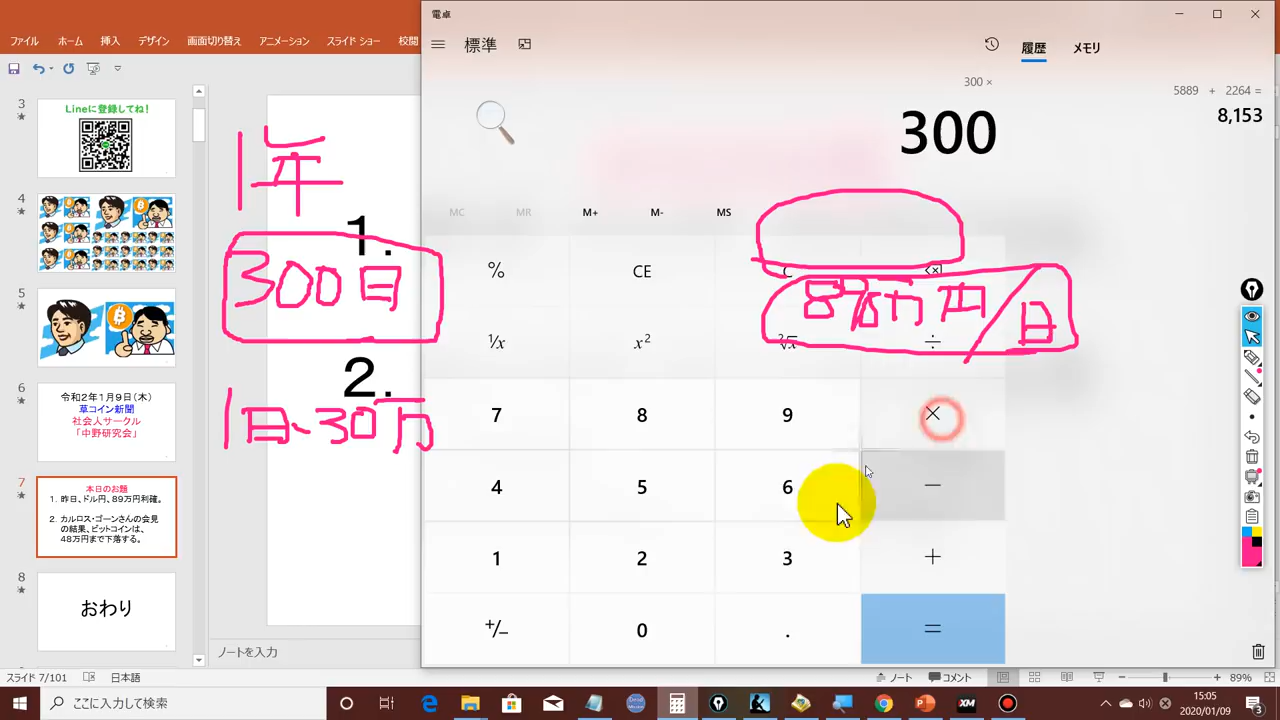 電卓
ファイル ホーム 挿入 デザイン 画面切り替え アニメーション スライド ショー 校閲
標準
履歴 メモリ
300 ×
300
5889 + 2264 =
8,153
MC MR M+ M- MS
% CE C
¹/x x² ²√x ÷
7 8 9 ×
4 5 6 −
1 2 3 +
+/− 0 . =
3
Lineに登録してね!
4
5
6
令和2年1月9日(木)
草コイン新聞
社会人サークル
「中野研究会」
7
本日のお題
1. 昨日、ドル円、89万円利確。
2. カルロス・ゴーンさんの会見
の結果、ビットコインは、
48万まで下落する。
8
おわり
1年
1.
300日
2.
1日、30万
万円/日
ノートを入力
スライド 7/101 日本語
ノート コメント 89%
ここに入力して検索
15:05
2020/01/09